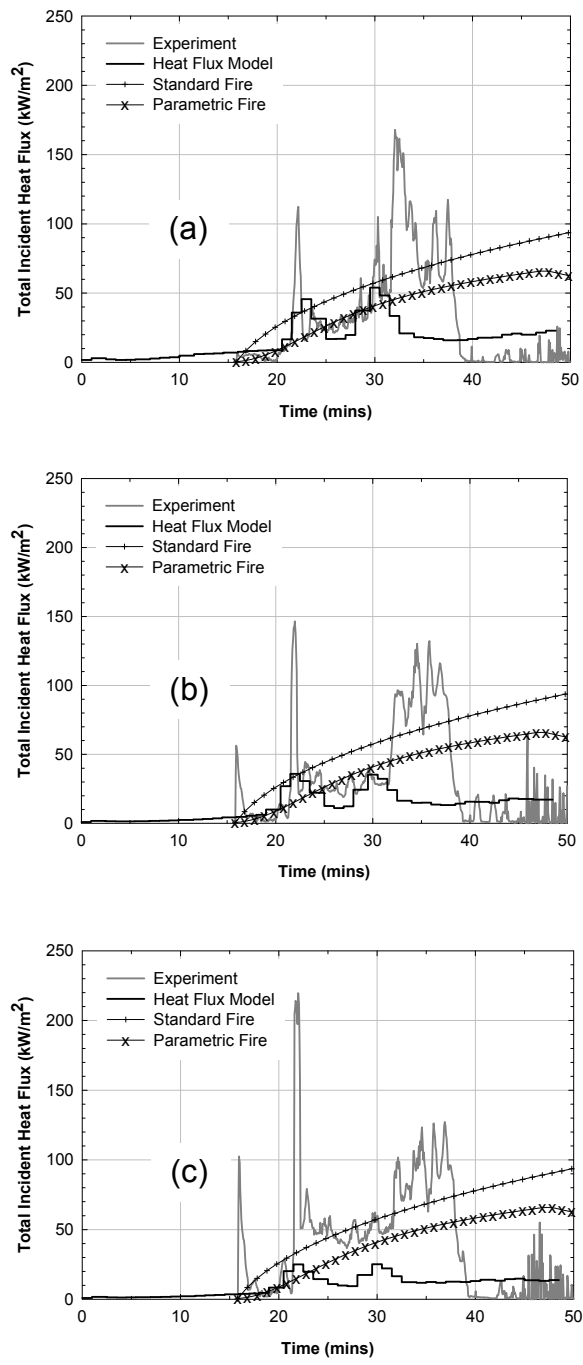 250
200
150
100
50
0
Total Incident Heat Flux (kW/m²)
Experiment
Heat Flux Model
Standard Fire
Parametric Fire
(a)
0 10 20 30 40 50
Time (mins)
250
200
150
100
50
0
Total Incident Heat Flux (kW/m²)
Experiment
Heat Flux Model
Standard Fire
Parametric Fire
(b)
0 10 20 30 40 50
Time (mins)
250
200
150
100
50
0
Total Incident Heat Flux (kW/m²)
Experiment
Heat Flux Model
Standard Fire
Parametric Fire
(c)
0 10 20 30 40 50
Time (mins)